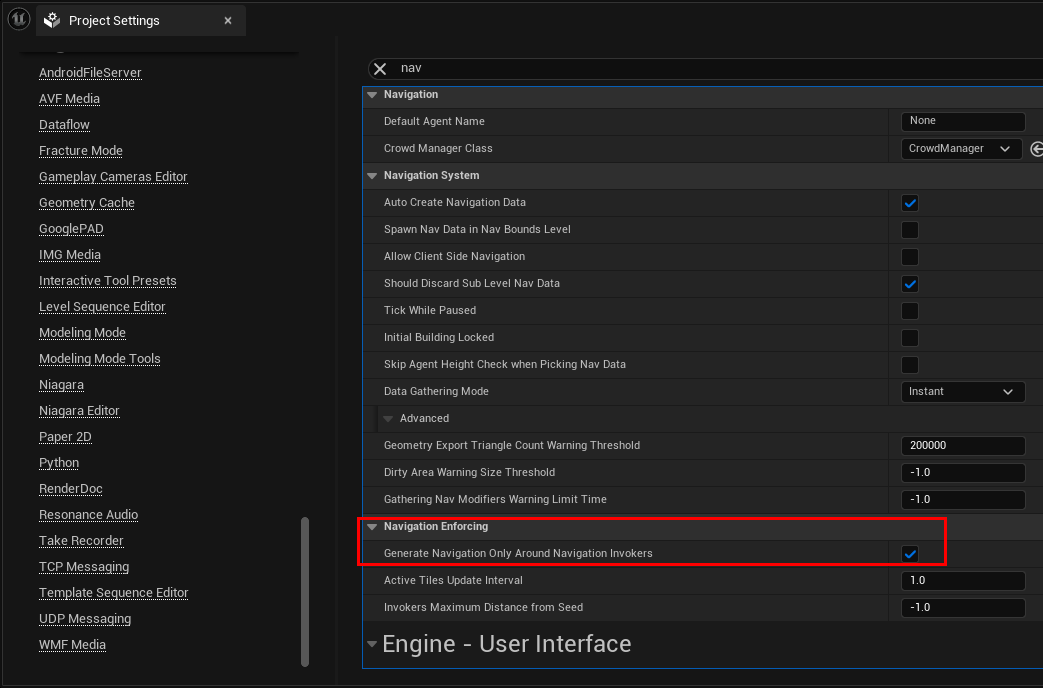 Project Settings
AndroidFileServer
AVF Media
Dataflow
Fracture Mode
Gameplay Cameras Editor
Geometry Cache
GooglePAD
IMG Media
Interactive Tool Presets
Level Sequence Editor
Modeling Mode
Modeling Mode Tools
Niagara
Niagara Editor
Paper 2D
Python
RenderDoc
Resonance Audio
Take Recorder
TCP Messaging
Template Sequence Editor
UDP Messaging
WMF Media
nav
Navigation
Default Agent Name None
Crowd Manager Class CrowdManager
Navigation System
Auto Create Navigation Data
Spawn Nav Data in Nav Bounds Level
Allow Client Side Navigation
Should Discard Sub Level Nav Data
Tick While Paused
Initial Building Locked
Skip Agent Height Check when Picking Nav Data
Data Gathering Mode Instant
Advanced
Geometry Export Triangle Count Warning Threshold 200000
Dirty Area Warning Size Threshold -1.0
Gathering Nav Modifiers Warning Limit Time -1.0
Navigation Enforcing
Generate Navigation Only Around Navigation Invokers
Active Tiles Update Interval 1.0
Invokers Maximum Distance from Seed -1.0
Engine - User Interface